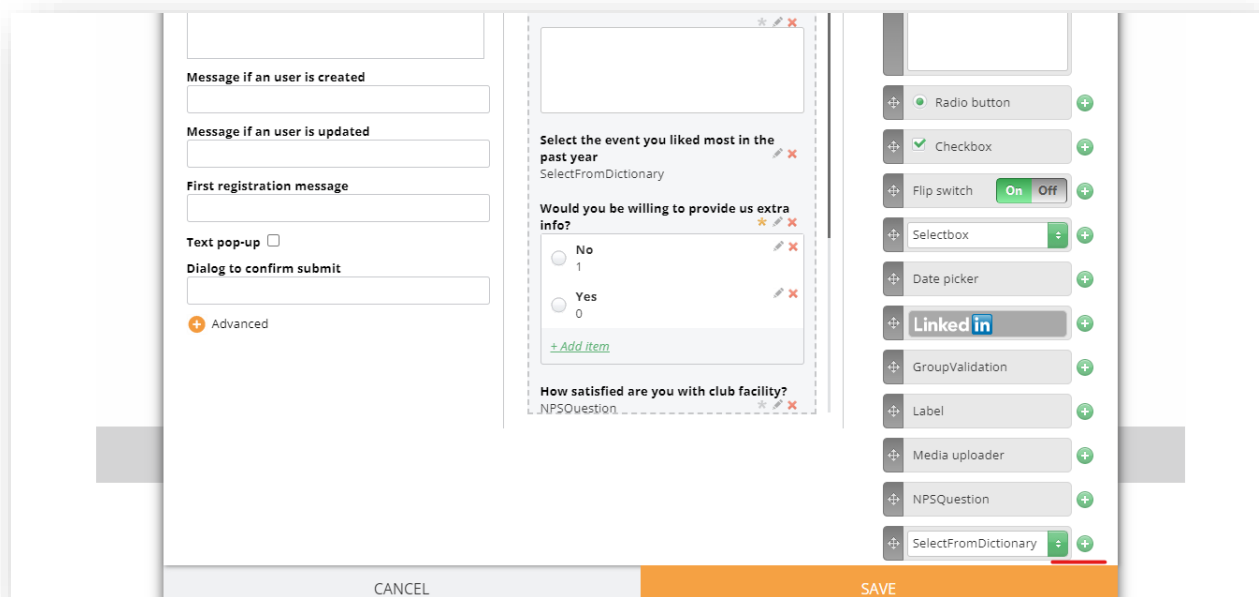 Message if an user is created
Message if an user is updated
First registration message
Text pop-up
Dialog to confirm submit
Advanced
Select the event you liked most in the
past year
SelectFromDictionary
Would you be willing to provide us extra
info?
No
1
Yes
0
+ Add item
How satisfied are you with club facility?
NPSQuestion
Radio button
Checkbox
Flip switch On Off
Selectbox
Date picker
Linked in
GroupValidation
Label
Media uploader
NPSQuestion
SelectFromDictionary
CANCEL
SAVE